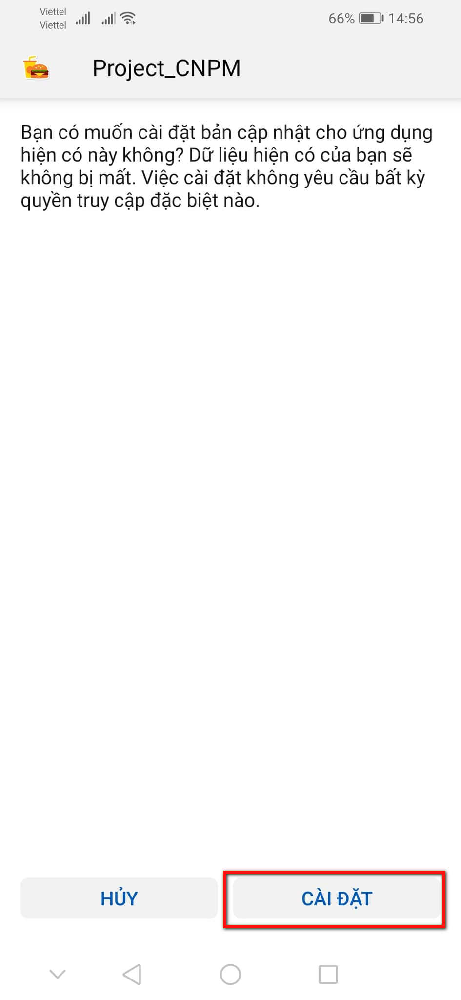 Viettel
Viettel
66% 14:56
Project_CNPM
Bạn có muốn cài đặt bản cập nhật cho ứng dụng
hiện có này không? Dữ liệu hiện có của bạn sẽ
không bị mất. Việc cài đặt không yêu cầu bất kỳ
quyền truy cập đặc biệt nào.
HỦY
CÀI ĐẶT